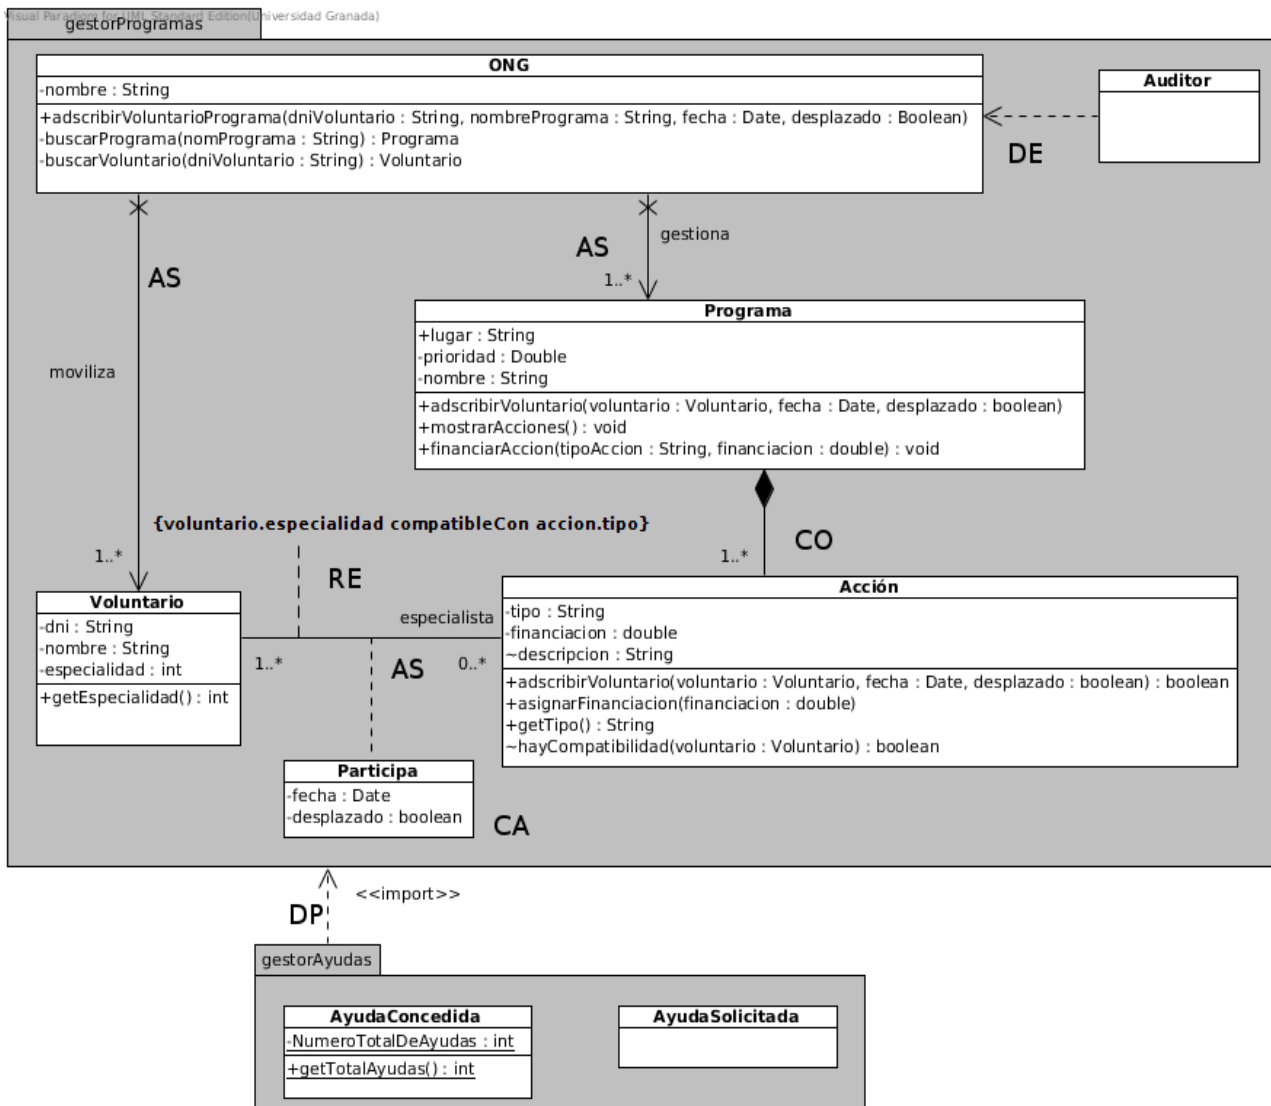 Visual Paradigm for UML Standard Edition(Universidad Granada)
gestorProgramas
ONG
-nombre : String
+adscribirVoluntarioPrograma(dniVoluntario : String, nombrePrograma : String, fecha : Date, desplazado : Boolean)
-buscarPrograma(nomPrograma : String) : Programa
-buscarVoluntario(dniVoluntario : String) : Voluntario
Auditor
DE
AS
moviliza
1..*
AS
gestiona
1..*
Programa
+lugar : String
-prioridad : Double
-nombre : String
+adscribirVoluntario(voluntario : Voluntario, fecha : Date, desplazado : boolean)
+mostrarAcciones() : void
+financiarAccion(tipoAccion : String, financiacion : double) : void
CO
1..*
{voluntario.especialidad compatibleCon accion.tipo}
RE
Voluntario
-dni : String
-nombre : String
-especialidad : int
+getEspecialidad() : int
1..*
especialista
AS
0..*
Acción
-tipo : String
-financiacion : double
~descripcion : String
+adscribirVoluntario(voluntario : Voluntario, fecha : Date, desplazado : boolean) : boolean
+asignarFinanciacion(financiacion : double)
+getTipo() : String
~hayCompatibilidad(voluntario : Voluntario) : boolean
Participa
-fecha : Date
-desplazado : boolean
CA
<<import>>
DP
gestorAyudas
AyudaConcedida
-NumeroTotalDeAyudas : int
+getTotalAyudas() : int
AyudaSolicitada